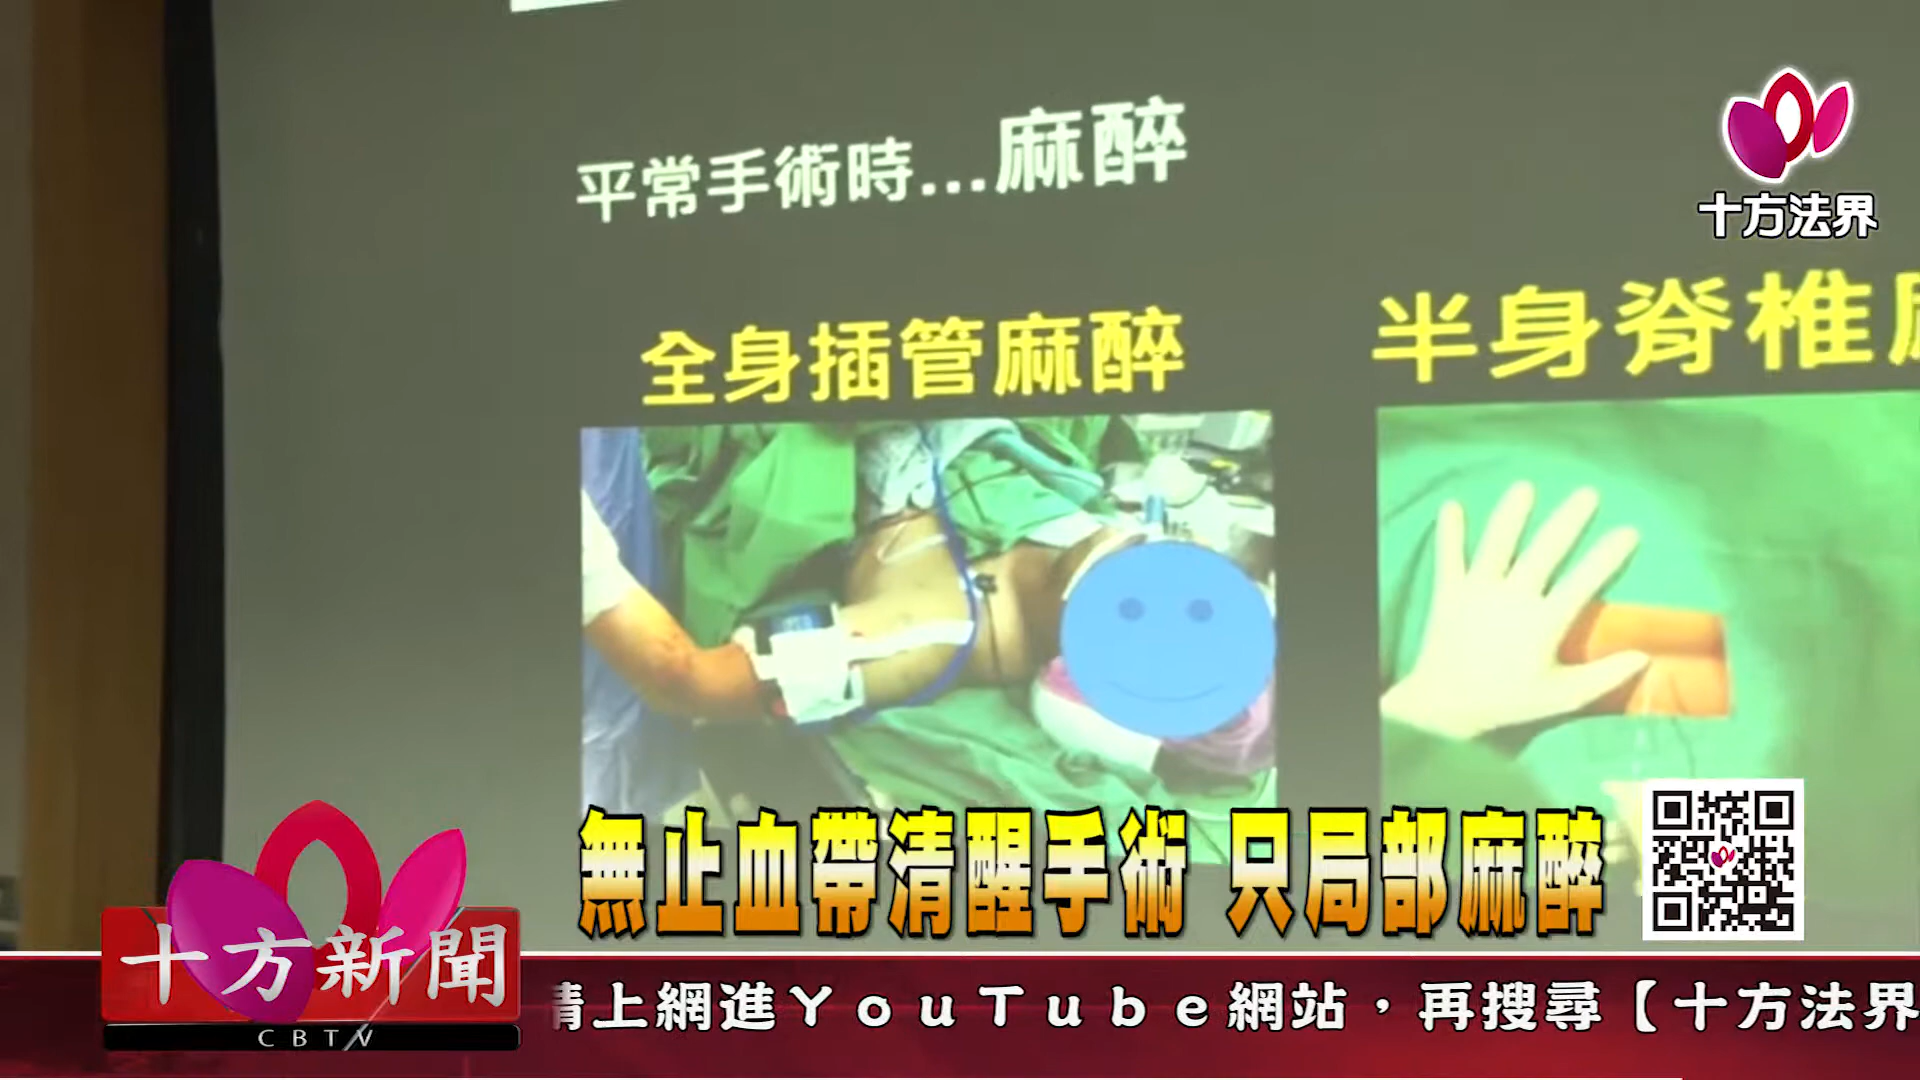 平常手術時...麻醉
十方法界
全身插管麻醉
半身脊椎麻
無止血帶清醒手術 只局部麻醉
十方新聞
CBTV
請上網進YouTube網站，再搜尋【十方法界